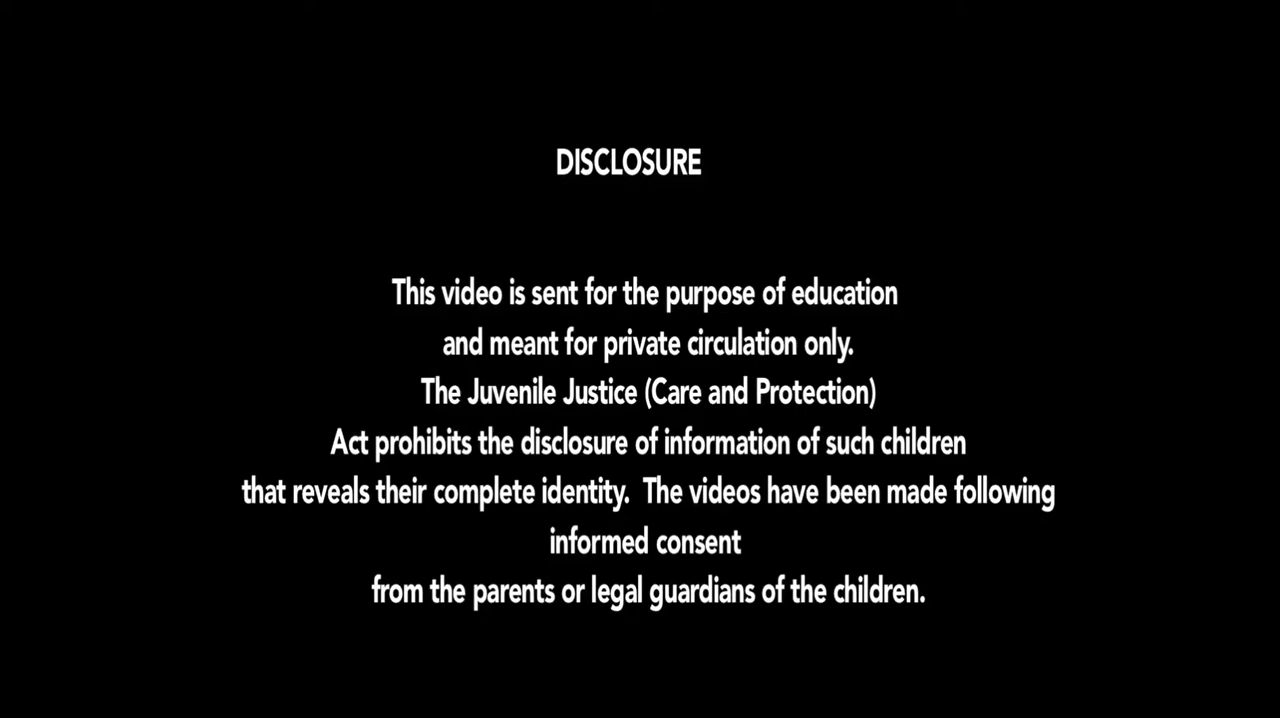 DISCLOSURE
This video is sent for the purpose of education
and meant for private circulation only.
The Juvenile Justice (Care and Protection)
Act prohibits the disclosure of information of such children
that reveals their complete identity.  The videos have been made following
informed consent
from the parents or legal guardians of the children.